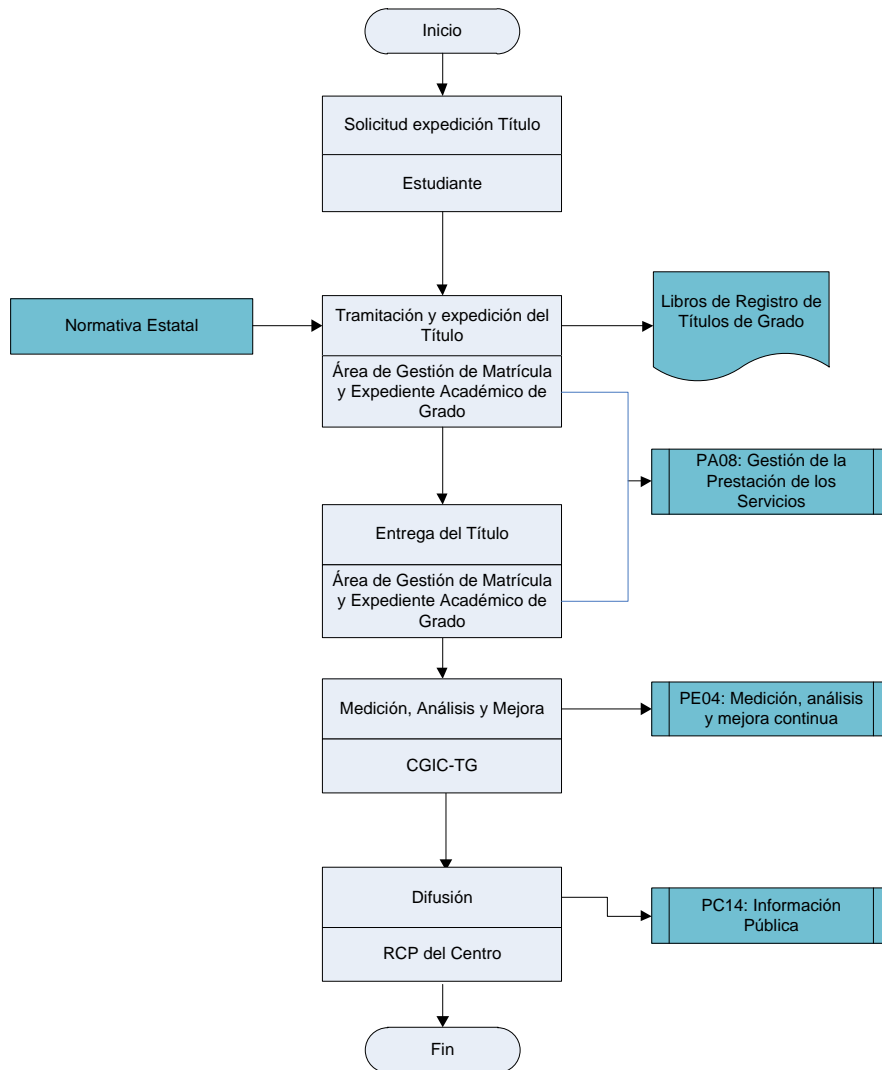 Inicio
Solicitud expedición Título
Estudiante
Normativa Estatal
Tramitación y expedición del
Título
Libros de Registro de
Títulos de Grado
Área de Gestión de Matrícula
y Expediente Académico de
Grado
PA08: Gestión de la
Prestación de los
Servicios
Entrega del Título
Área de Gestión de Matrícula
y Expediente Académico de
Grado
Medición, Análisis y Mejora
PE04: Medición, análisis
y mejora continua
CGIC-TG
Difusión
PC14: Información
Pública
RCP del Centro
Fin